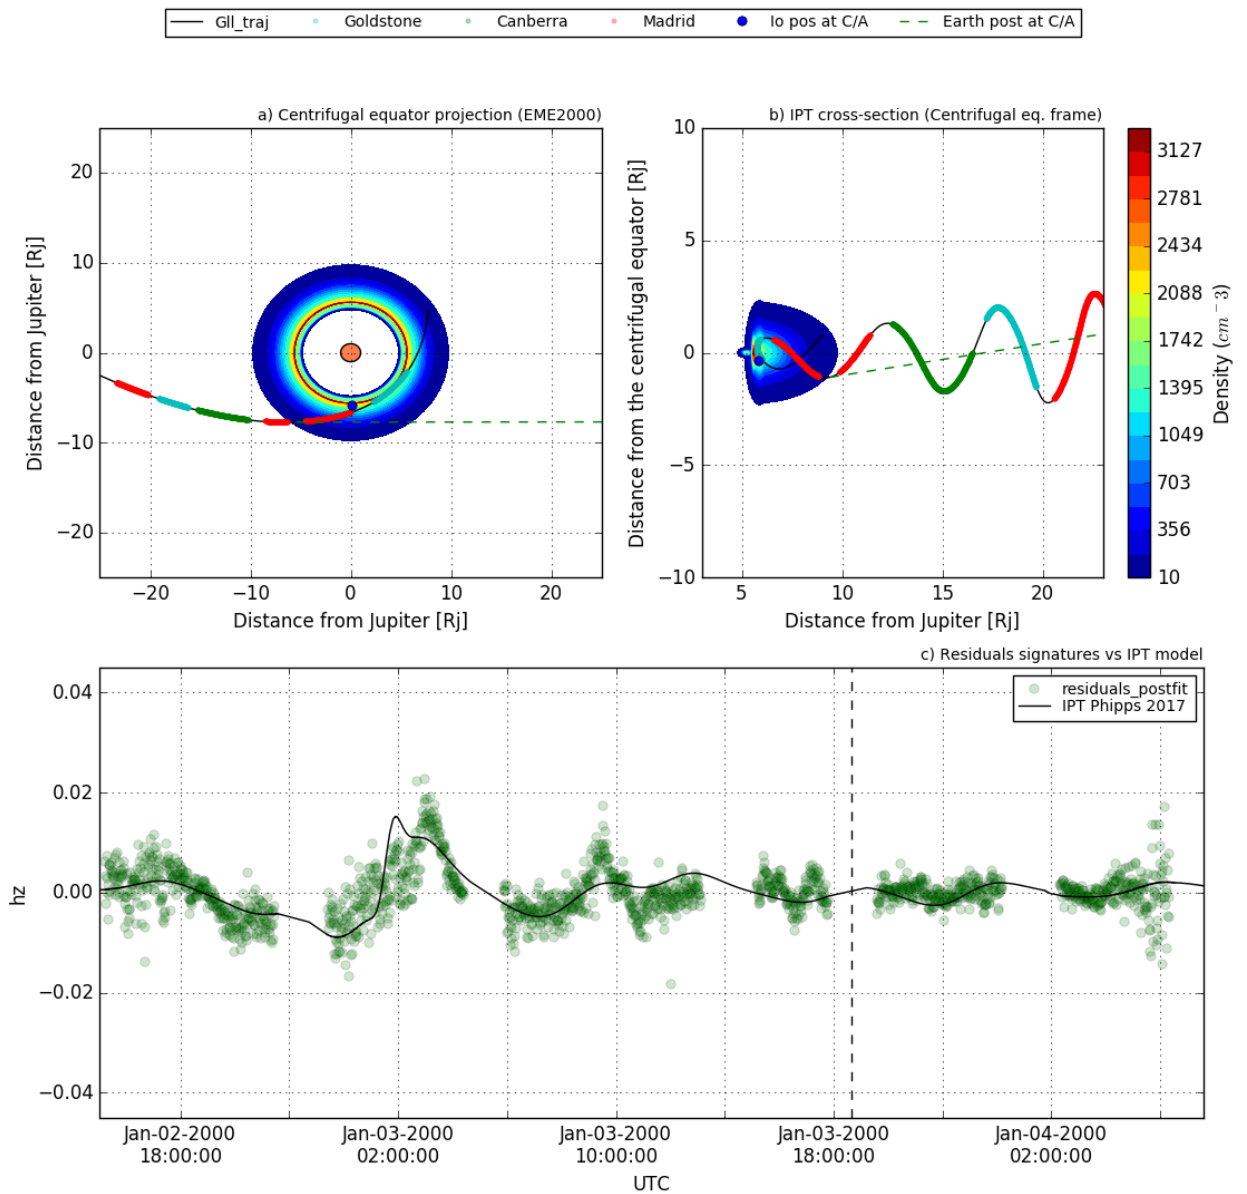 Gll_traj Goldstone Canberra Madrid Io pos at C/A Earth post at C/A
a) Centrifugal equator projection (EME2000)
20
10
0
−10
−20
Distance from Jupiter [Rj]
−20 −10 0 10 20
Distance from Jupiter [Rj]
b) IPT cross-section (Centrifugal eq. frame)
10
5
0
−5
−10
Distance from the centrifugal equator [Rj]
5 10 15 20
Distance from Jupiter [Rj]
3127
2781
2434
2088
1742
1395
1049
703
356
10
Density (cm⁻3)
c) Residuals signatures vs IPT model
residuals_postfit
IPT Phipps 2017
0.04
0.02
0.00
−0.02
−0.04
hz
Jan-02-2000 Jan-03-2000 Jan-03-2000 Jan-03-2000 Jan-04-2000
18:00:00 02:00:00 10:00:00 18:00:00 02:00:00
UTC